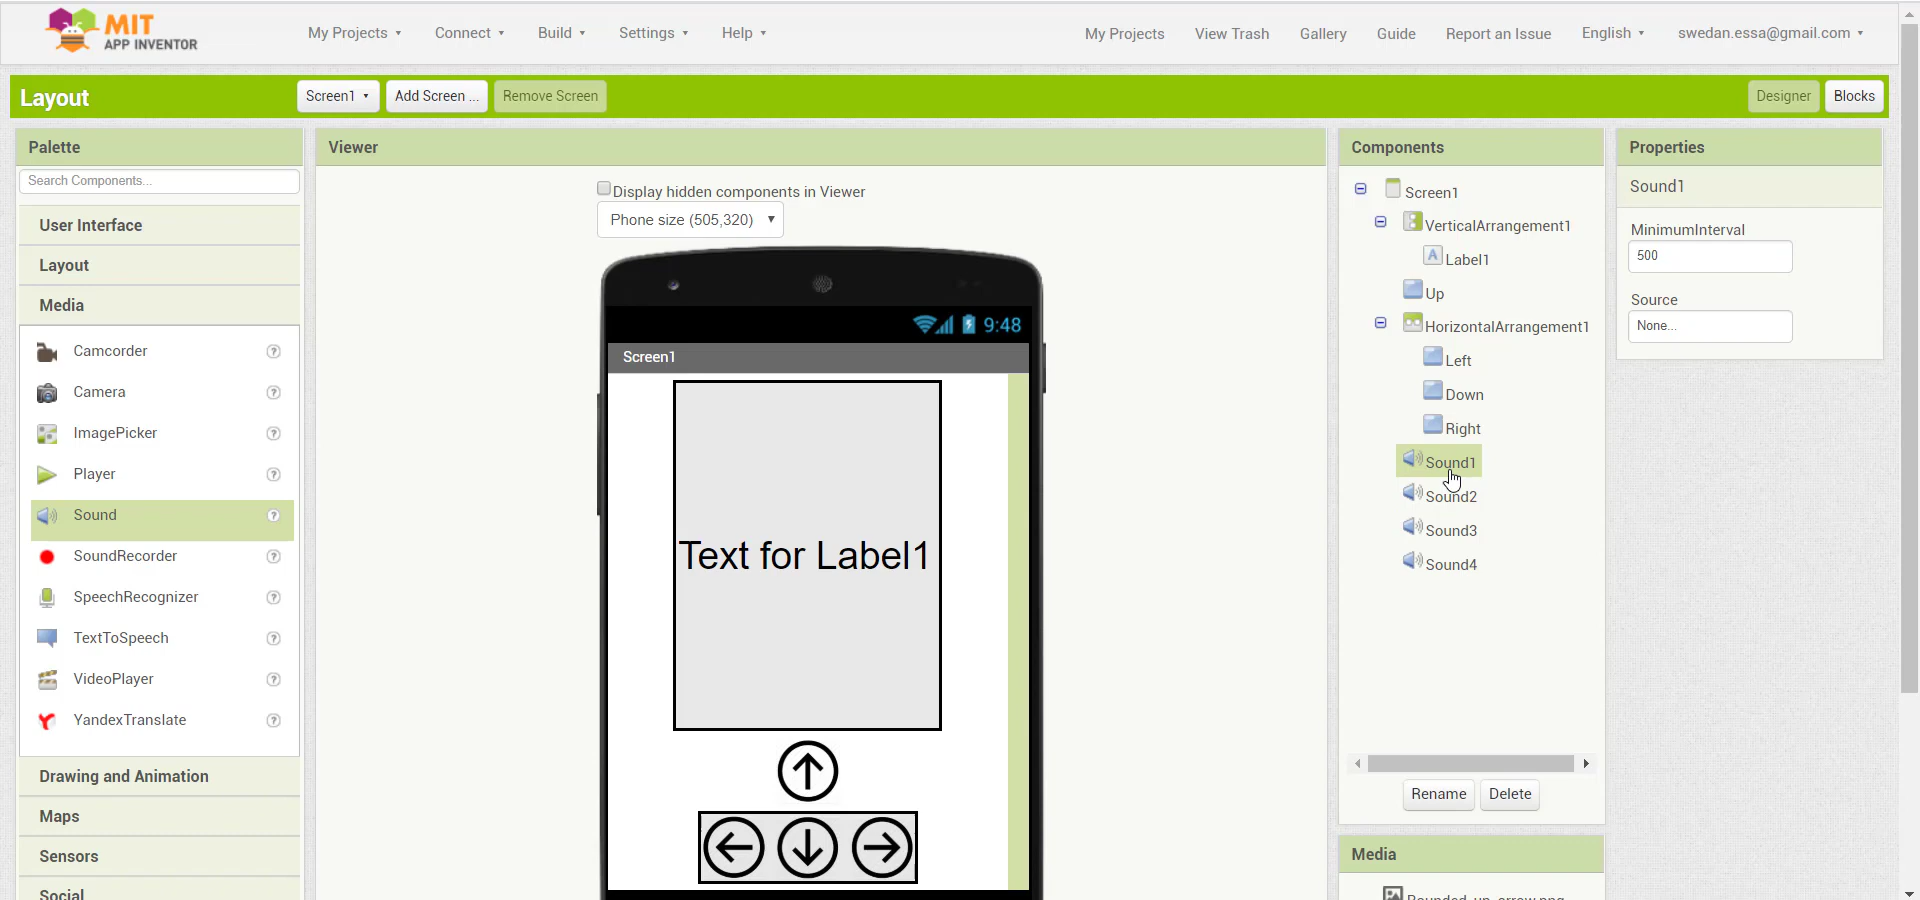 MIT
APP INVENTOR
My Projects
Connect
Build
Settings
Help
My Projects
View Trash
Gallery
Guide
Report an Issue
English
swedan.essa@gmail.com
Layout
Screen1
Add Screen ...
Remove Screen
Designer
Blocks
Palette
Search Components...
User Interface
Layout
Media
Camcorder
Camera
ImagePicker
Player
Sound
SoundRecorder
SpeechRecognizer
TextToSpeech
VideoPlayer
YandexTranslate
Drawing and Animation
Maps
Sensors
Social
Viewer
Display hidden components in Viewer
Phone size (505,320)
9:48
Screen1
Text for Label1
Components
Screen1
VerticalArrangement1
Label1
Up
HorizontalArrangement1
Left
Down
Right
Sound1
Sound2
Sound3
Sound4
Rename
Delete
Media
Rounded_up_arrow.png
Properties
Sound1
MinimumInterval
500
Source
None...